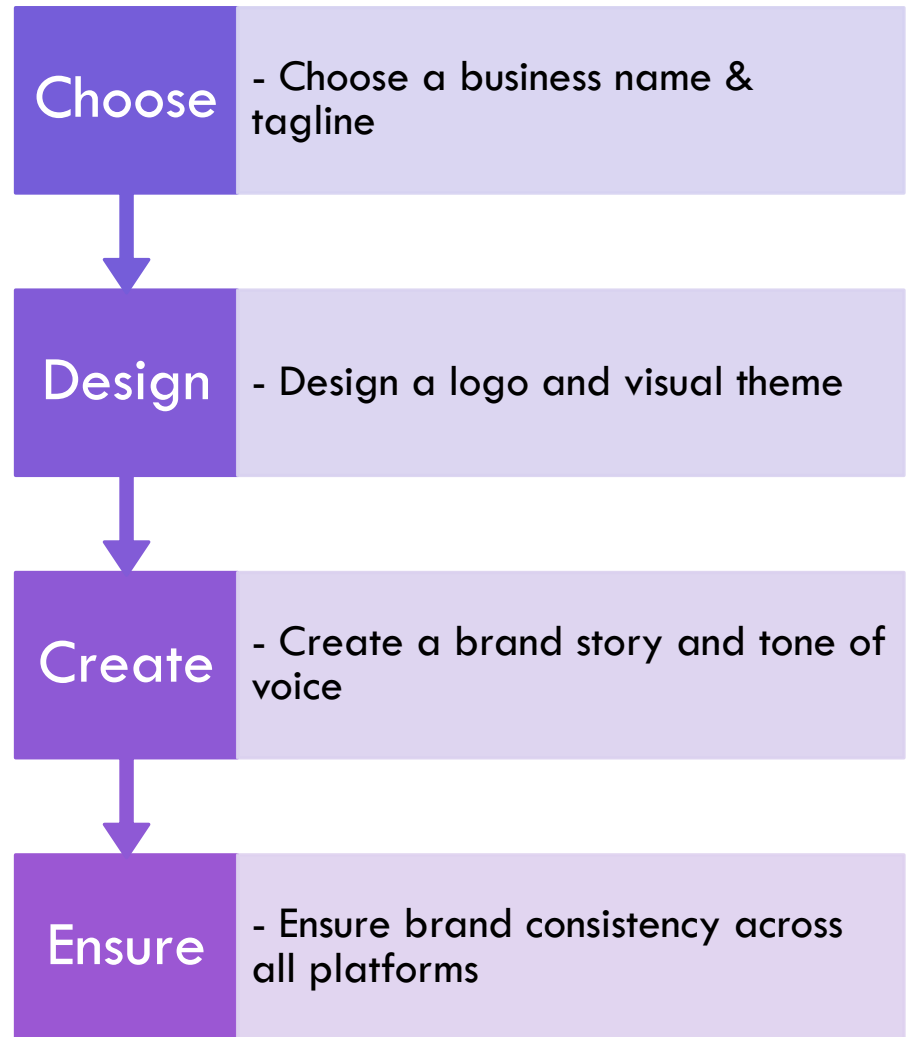 Choose
- Choose a business name &
tagline
Design
- Design a logo and visual theme
Create
- Create a brand story and tone of
voice
Ensure
- Ensure brand consistency across
all platforms